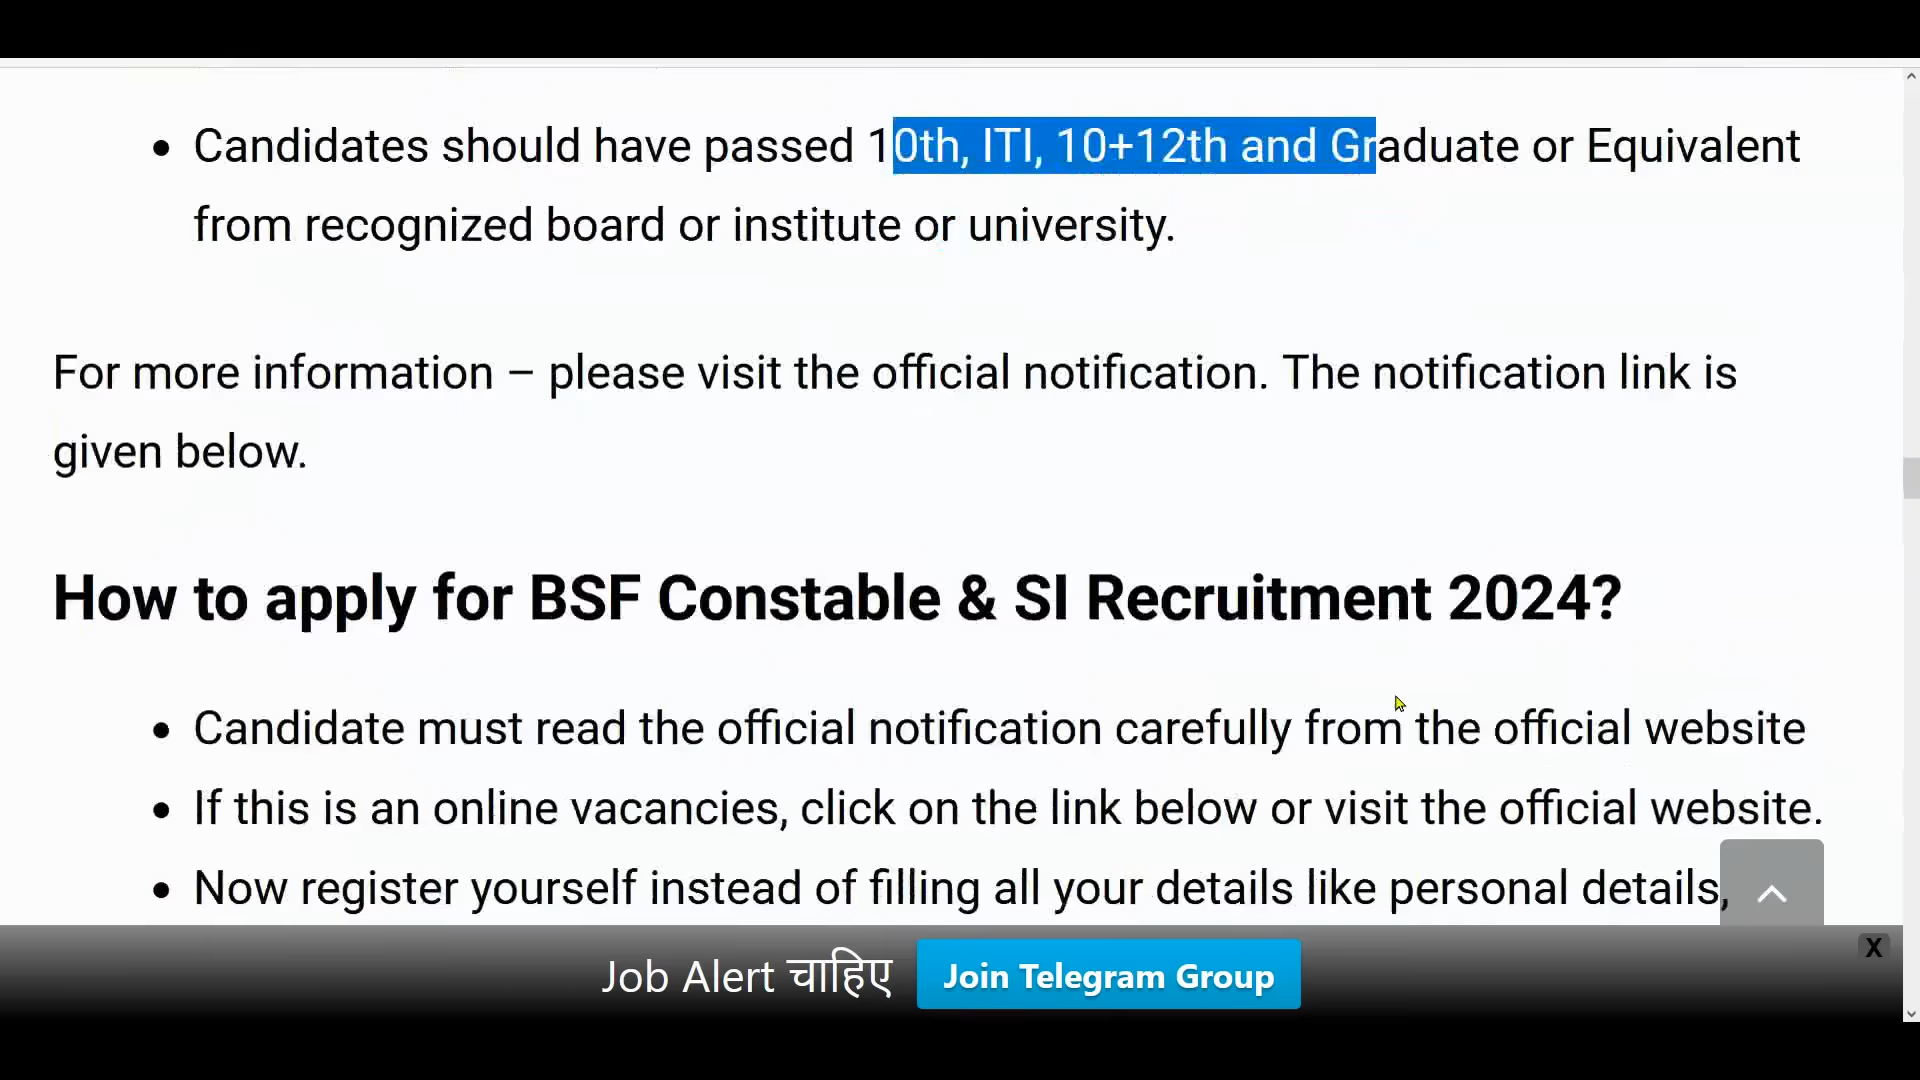 Candidates should have passed 10th, ITI, 10+12th and Graduate or Equivalent
from recognized board or institute or university.
For more information – please visit the official notification. The notification link is
given below.
How to apply for BSF Constable & SI Recruitment 2024?
Candidate must read the official notification carefully from the official website
If this is an online vacancies, click on the link below or visit the official website.
Now register yourself instead of filling all your details like personal details,
Job Alert चाहिए Join Telegram Group
X